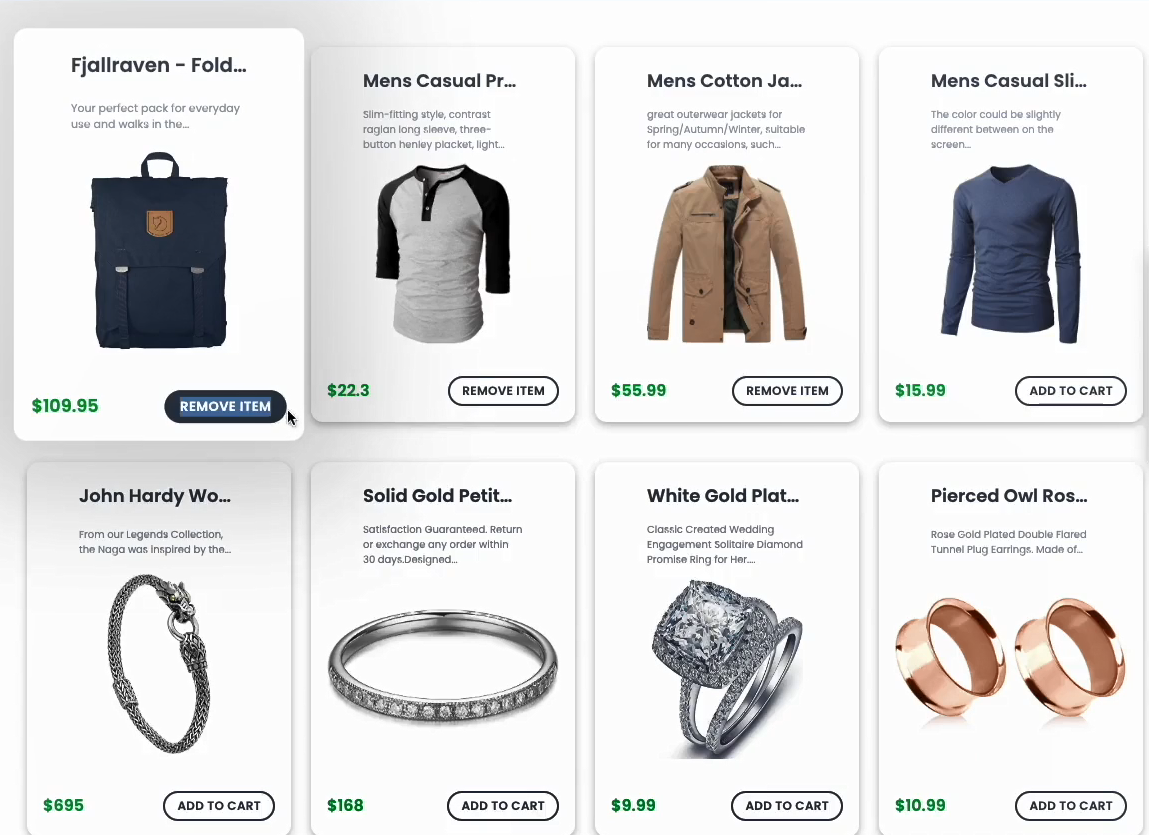 Fjallraven - Fold...
Your perfect pack for everyday
use and walks in the...
$109.95
REMOVE ITEM
Mens Casual Pr...
Slim-fitting style, contrast
raglan long sleeve, three-
button henley placket, light...
$22.3
REMOVE ITEM
Mens Cotton Ja...
great outerwear jackets for
Spring/Autumn/Winter, suitable
for many occasions, such...
$55.99
REMOVE ITEM
Mens Casual Sli...
The color could be slightly
different between on the
screen...
$15.99
ADD TO CART
John Hardy Wo...
From our Legends Collection,
the Naga was inspired by the...
$695
ADD TO CART
Solid Gold Petit...
Satisfaction Guaranteed. Return
or exchange any order within
30 days.Designed...
$168
ADD TO CART
White Gold Plat...
Classic Created Wedding
Engagement Solitaire Diamond
Promise Ring for Her....
$9.99
ADD TO CART
Pierced Owl Ros...
Rose Gold Plated Double Flared
Tunnel Plug Earrings. Made of...
$10.99
ADD TO CART